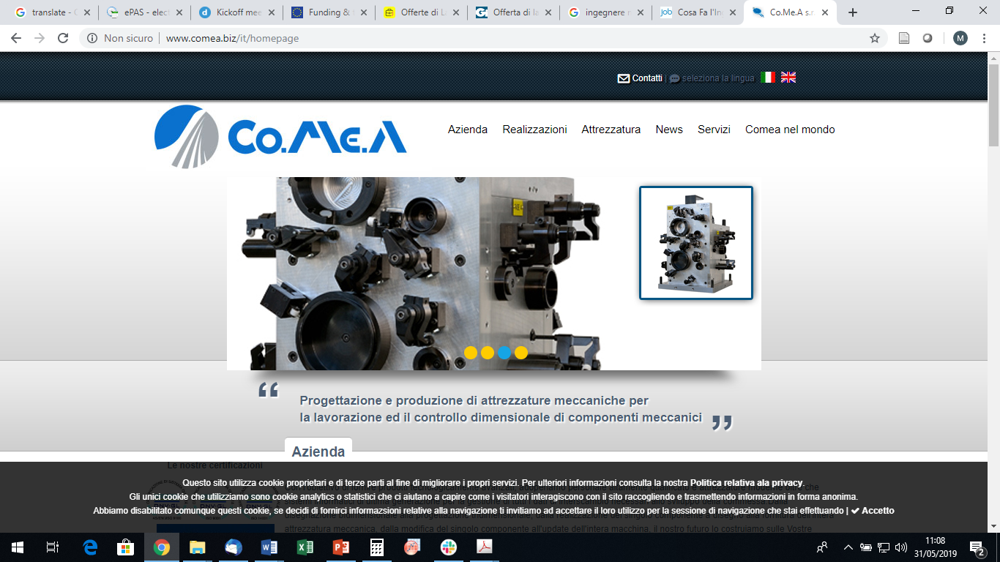 translate - G
ePAS - elect
Kickoff mee
Funding &
Offerte di La
Offerta di la
ingegnere m
Cosa Fa l'In
Co.Me.A s.r.
Non sicuro
www.comea.biz/it/homepage
M
Contatti | seleziona la lingua
Co.Me.A
Azienda Realizzazioni Attrezzatura News Servizi Comea nel mondo
“
Progettazione e produzione di attrezzature meccaniche per
la lavorazione ed il controllo dimensionale di componenti meccanici
”
Azienda
Le nostre certificazioni
Questo sito utilizza cookie proprietari e di terze parti al fine di migliorare i propri servizi. Per ulteriori informazioni consulta la nostra Politica relativa ala privacy.
Gli unici cookie che utilizziamo sono cookie analytics o statistici che ci aiutano a capire come i visitatori interagiscono con il sito raccogliendo e trasmettendo informazioni in forma anonima.
Abbiamo disabilitato comunque questi cookie, se decidi di fornirci informazsioni relative alla navigazione ti invitiamo ad accettare il loro utilizzo per la sessione di navigazione che stai effettuando | Accetto
attrezzatura meccanica, dalla modifica del singolo componente all'update dell'intera macchina, il nostro futuro lo costruiamo sulle Vostre
11:08
31/05/2019
2